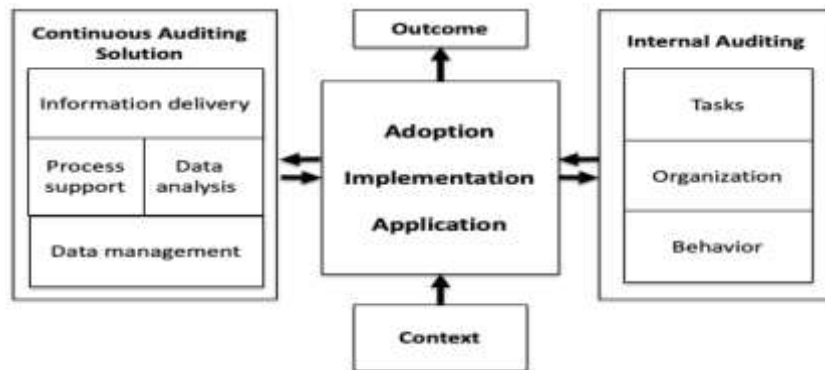 Continuous Auditing
Solution
Information delivery
Process
support
Data
analysis
Data management
Outcome
Adoption
Implementation
Application
Context
Internal Auditing
Tasks
Organization
Behavior